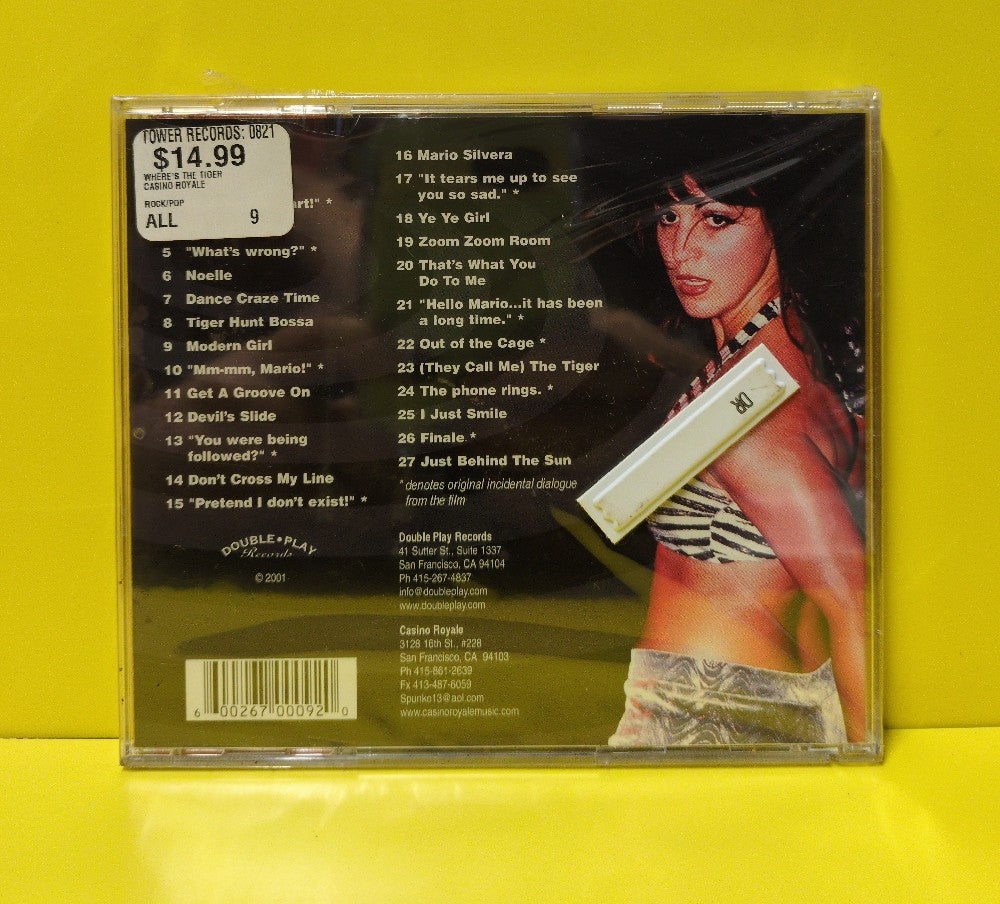 TOWER RECORDS: 0821
$14.99
WHERE'S THE TIGER
CASINO ROYALE
ROCK/POP
ALL 9
art!" *
5 "What's wrong?" *
6 Noelle
7 Dance Craze Time
8 Tiger Hunt Bossa
9 Modern Girl
10 "Mm-mm, Mario!" *
11 Get A Groove On
12 Devil's Slide
13 "You were being
followed?" *
14 Don't Cross My Line
15 "Pretend I don't exist!" *
16 Mario Silvera
17 "It tears me up to see
you so sad." *
18 Ye Ye Girl
19 Zoom Zoom Room
20 That's What You
Do To Me
21 "Hello Mario...it has been
a long time." *
22 Out of the Cage *
23 (They Call Me) The Tiger
24 The phone rings. *
25 I Just Smile
26 Finale *
27 Just Behind The Sun
* denotes original incidental dialogue
from the film
DOUBLE•PLAY
Records
© 2001
Double Play Records
41 Sutter St., Suite 1337
San Francisco, CA 94104
Ph 415-267-4837
info@doubleplay.com
www.doubleplay.com
Casino Royale
3128 16th St., #228
San Francisco, CA 94103
Ph 415-861-2639
Fx 413-487-6059
Spunke13@aol.com
www.casinoroyalemusic.com
6 00267 00092 0